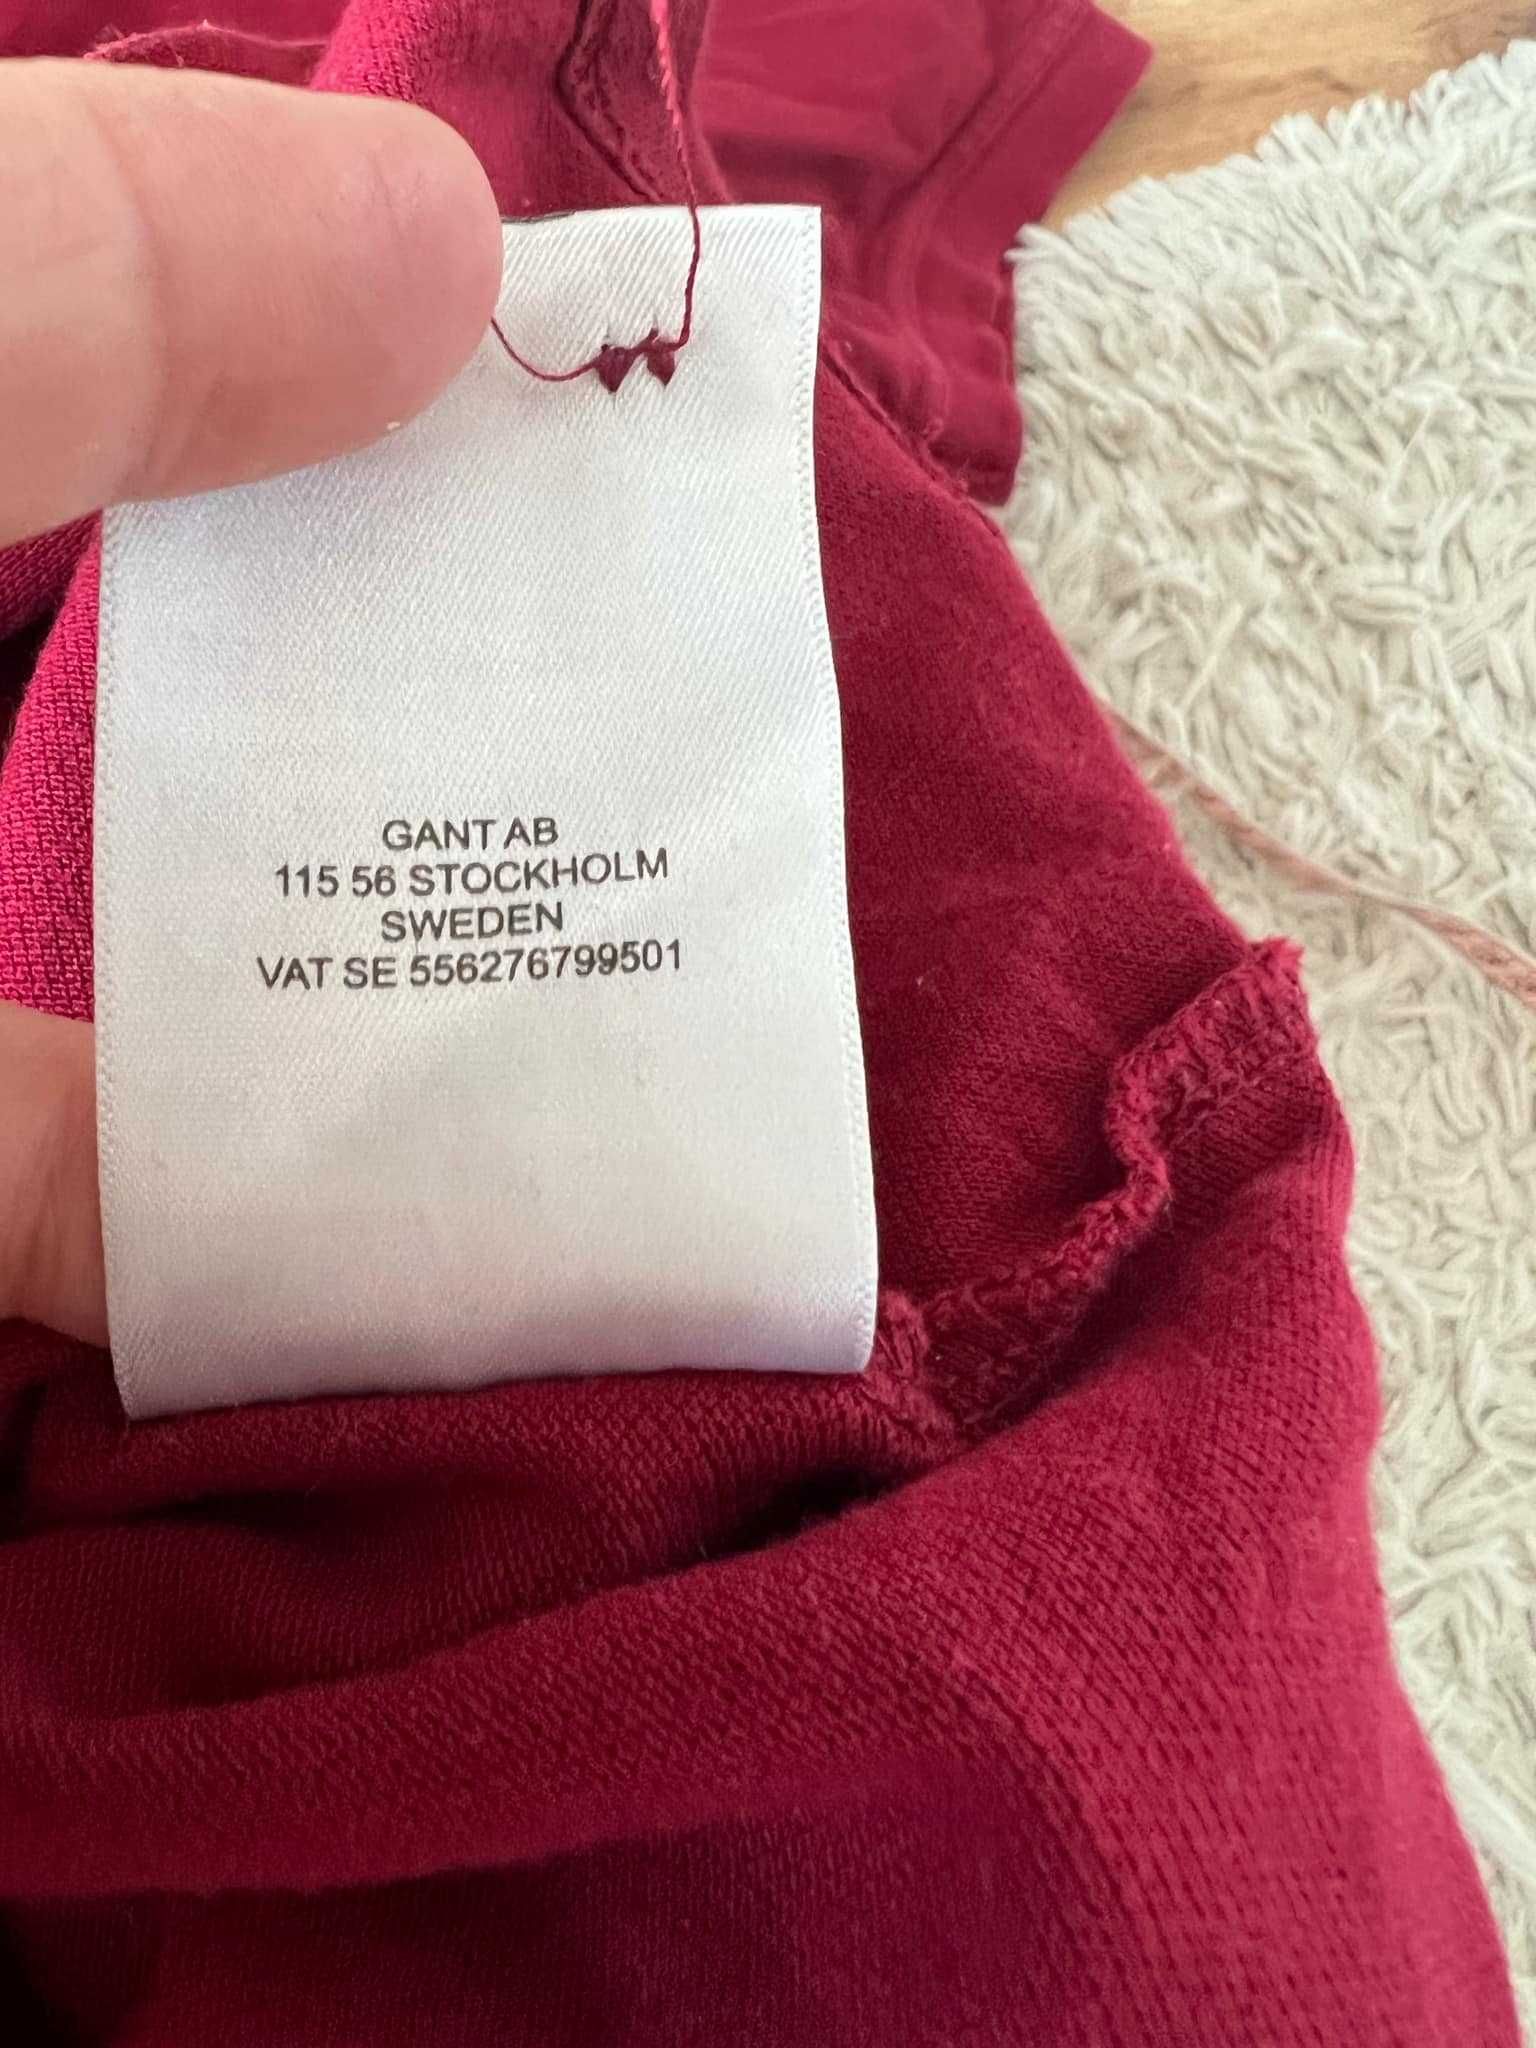 GANT AB
115 56 STOCKHOLM
SWEDEN
VAT SE 556276799501